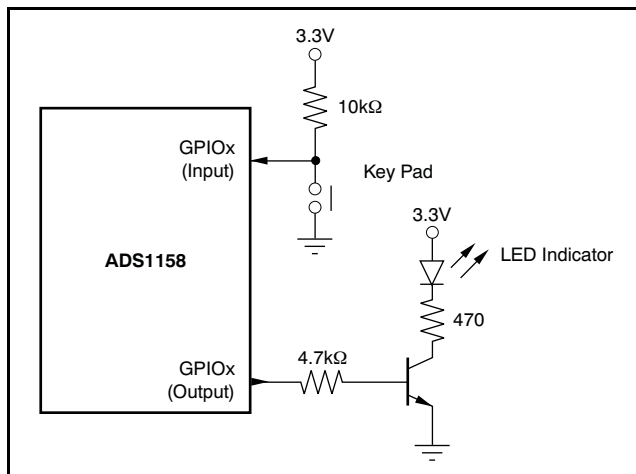 3.3V
10kΩ
GPIOx
(Input)
Key Pad
3.3V
ADS1158
LED Indicator
470
GPIOx
(Output)
4.7kΩ